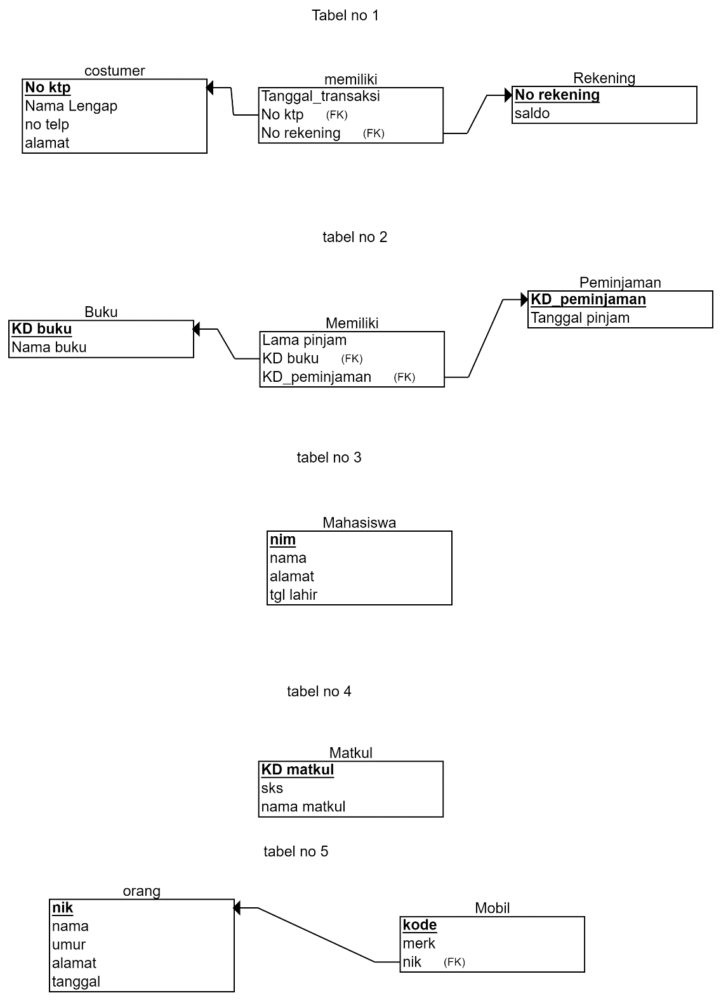 Tabel no 1
costumer
No ktp
Nama Lengap
no telp
alamat
memiliki
Tanggal_transaksi
No ktp (FK)
No rekening (FK)
Rekening
No rekening
saldo
tabel no 2
Buku
KD buku
Nama buku
Memiliki
Lama pinjam
KD buku (FK)
KD_peminjaman (FK)
Peminjaman
KD_peminjaman
Tanggal pinjam
tabel no 3
Mahasiswa
nim
nama
alamat
tgl lahir
tabel no 4
Matkul
KD matkul
sks
nama matkul
tabel no 5
orang
nik
nama
umur
alamat
tanggal
Mobil
kode
merk
nik (FK)